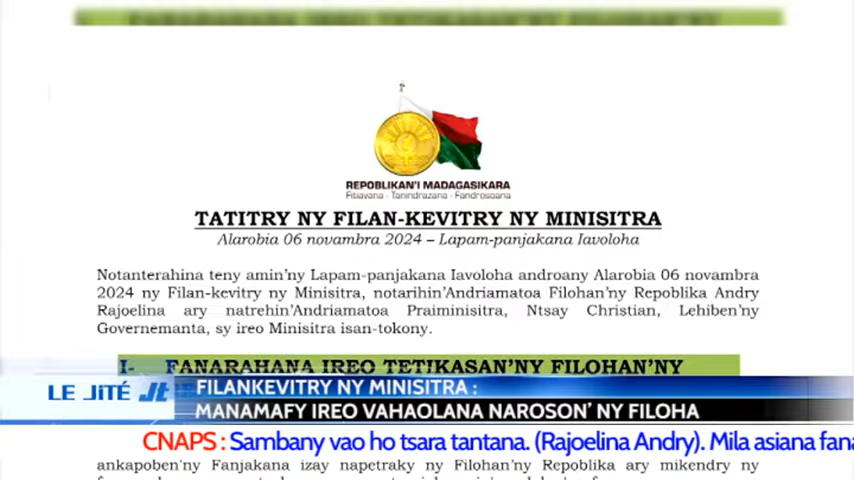 REPOBLIKAN'I MADAGASIKARA
Fitiavana - Tanindrazana - Fandrosoana
TATITRY NY FILAN-KEVITRY NY MINISITRA
Alarobia 06 novambra 2024 – Lapam-panjakana Iavoloha
Notanterahina teny amin'ny Lapam-panjakana Iavoloha androany Alarobia 06 novambra
2024 ny Filan-kevitry ny Minisitra, notarihin'Andriamatoa Filohan'ny Repoblika Andry
Rajoelina ary natrehin'Andriamatoa Praiminisitra, Ntsay Christian, Lehiben'ny
Governemanta, sy ireo Minisitra isan-tokony.
I- FANARAHANA IREO TETIKASAN'NY FILOHAN'NY
LE JITÉ Jt
FILANKEVITRY NY MINISITRA :
MANAMAFY IREO VAHAOLANA NAROSON' NY FILOHA
CNAPS : Sambany vao ho tsara tantana. (Rajoelina Andry). Mila asiana fana
ankapoben'ny Fanjakana izay napetraky ny Filohan'ny Repoblika ary mikendry ny